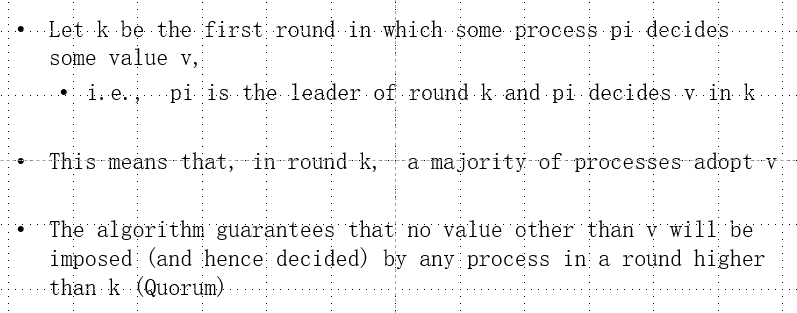 • Let k be the first round in which some process pi decides
some value v,
• i.e., pi is the leader of round k and pi decides v in k
• This means that, in round k, a majority of processes adopt v
• The algorithm guarantees that no value other than v will be
imposed (and hence decided) by any process in a round higher
than k (Quorum)